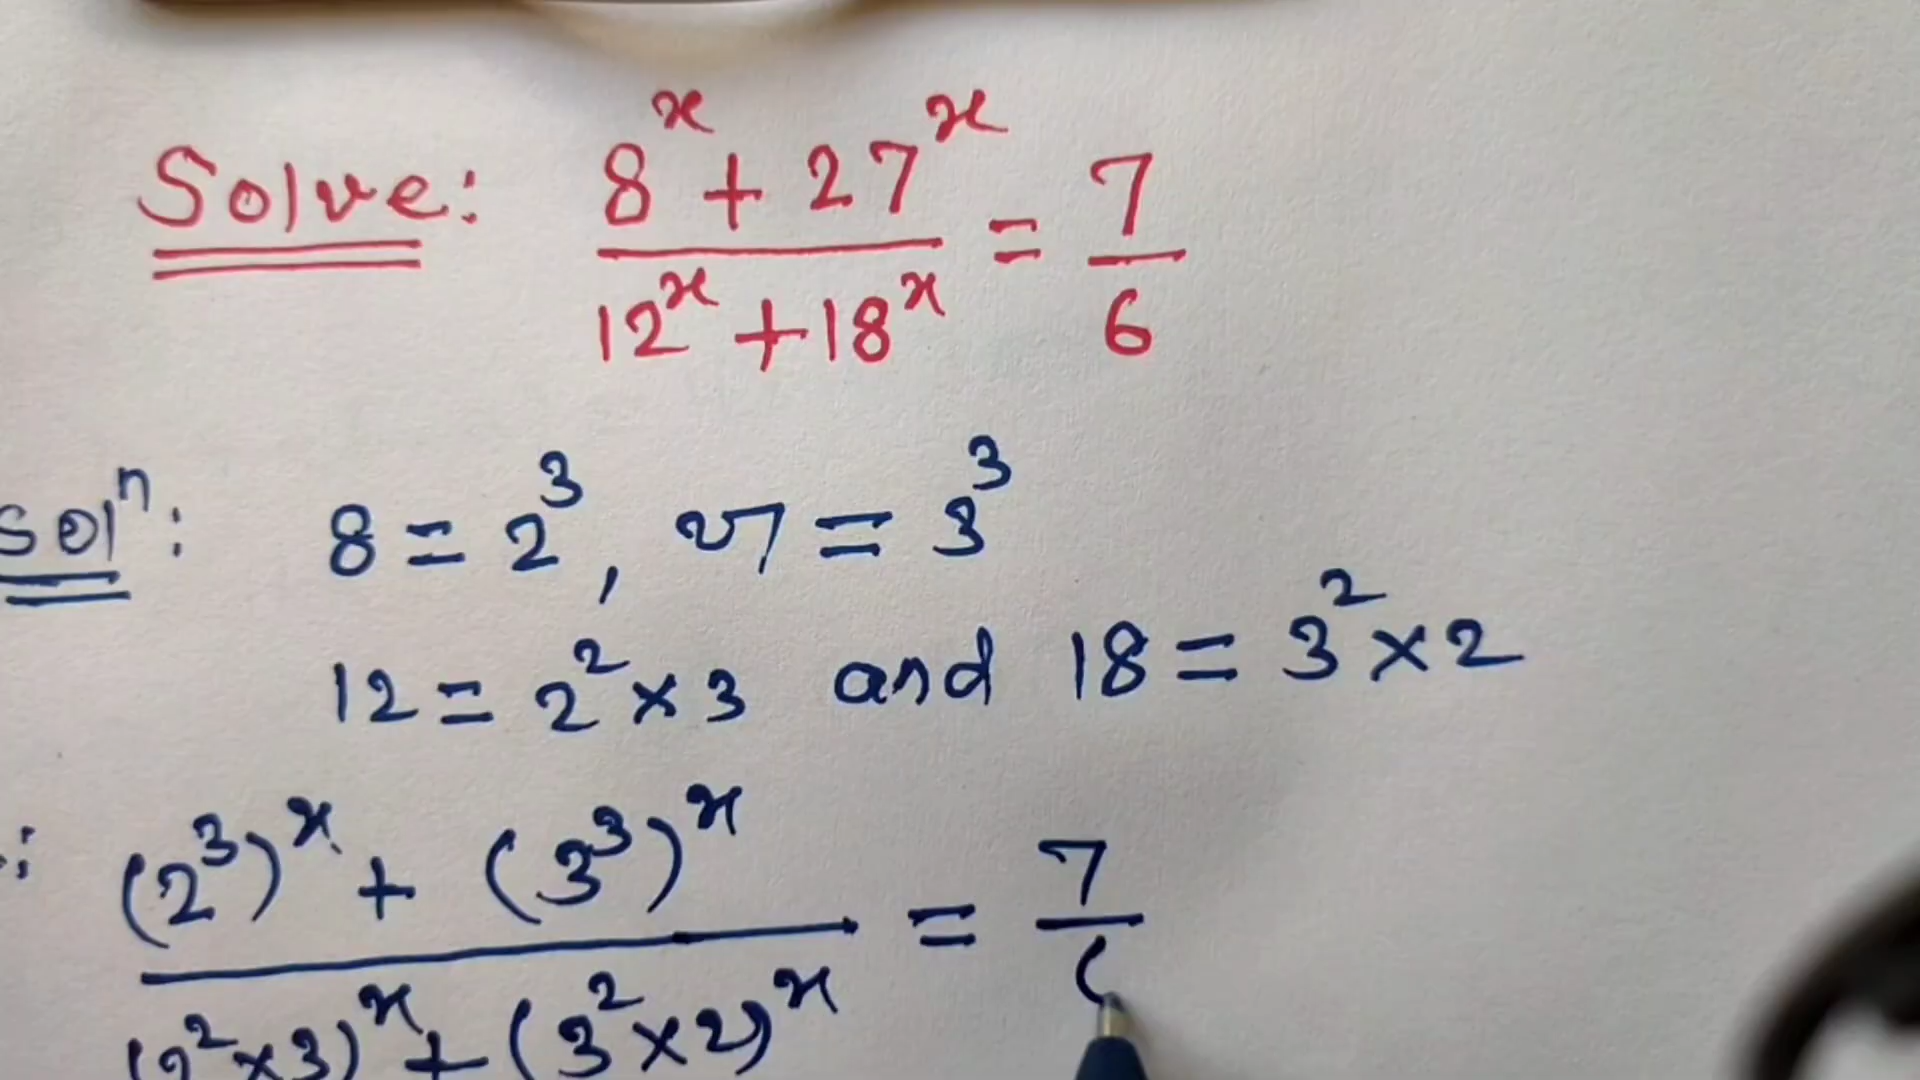 Solve: (8^x + 27^x)/(12^x + 18^x) = 7/6
Sol^n: 8 = 2^3, 27 = 3^3
12 = 2^2 × 3 and 18 = 3^2 × 2
∴ ((2^3)^x + (3^3)^x)/((2^2 × 3)^x + (3^2 × 2)^x) = 7/